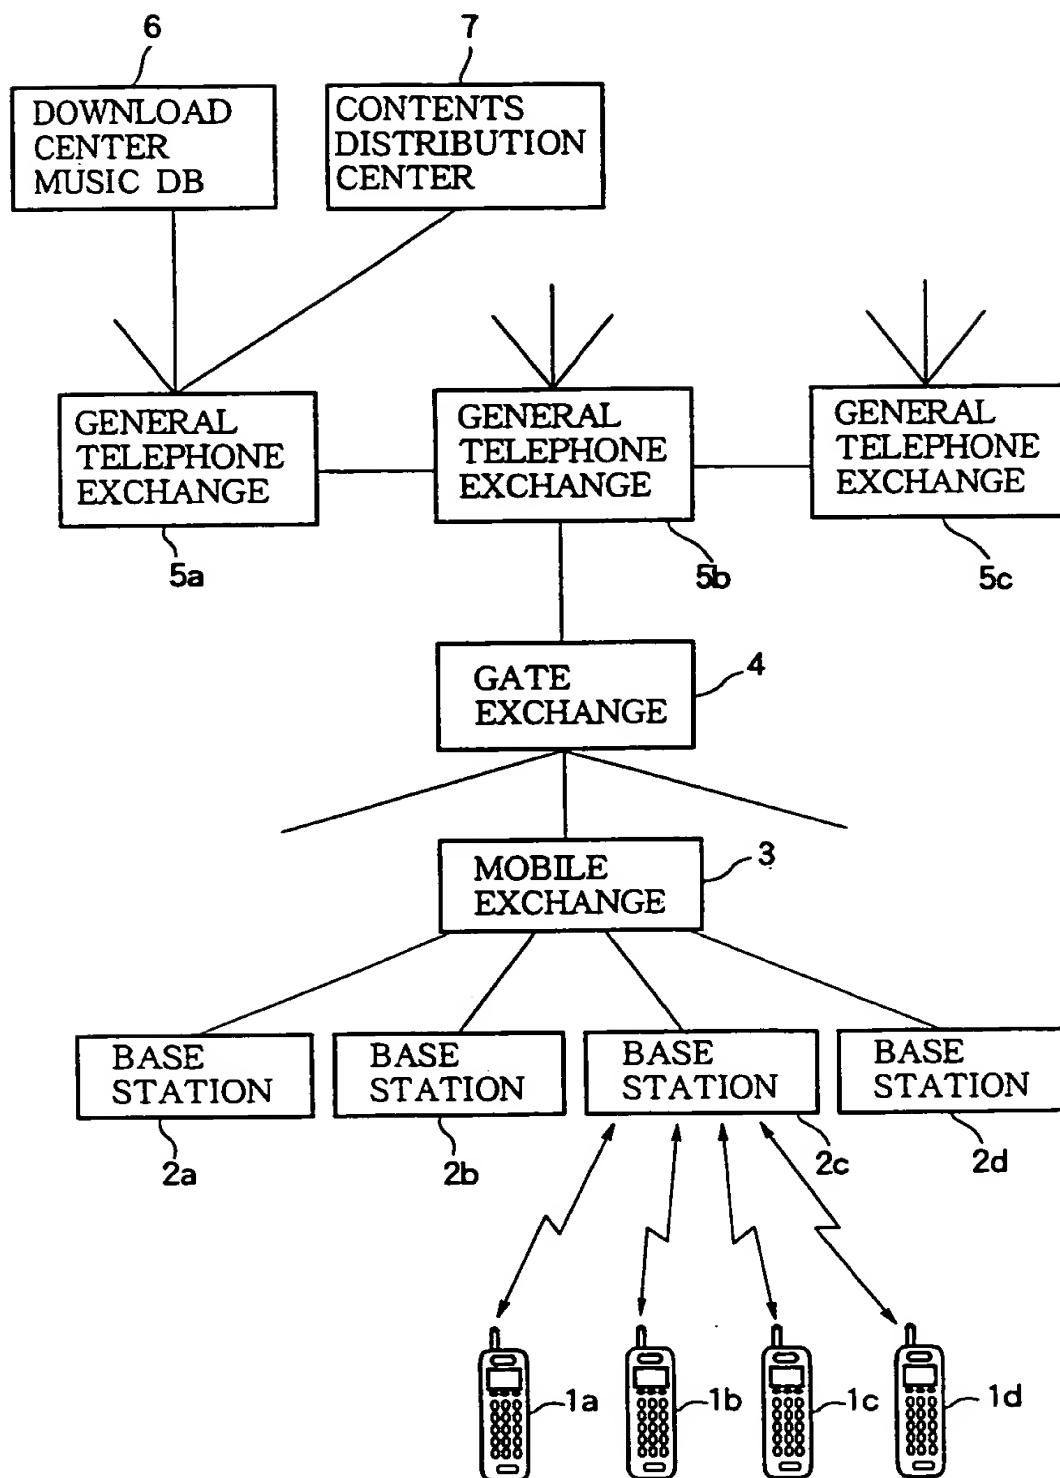 6
7
DOWNLOAD
CENTER
MUSIC DB
CONTENTS
DISTRIBUTION
CENTER
GENERAL
TELEPHONE
EXCHANGE
GENERAL
TELEPHONE
EXCHANGE
GENERAL
TELEPHONE
EXCHANGE
5a
5b
5c
GATE
EXCHANGE
4
MOBILE
EXCHANGE
3
BASE
STATION
BASE
STATION
BASE
STATION
BASE
STATION
2a
2b
2c
2d
1a
1b
1c
1d